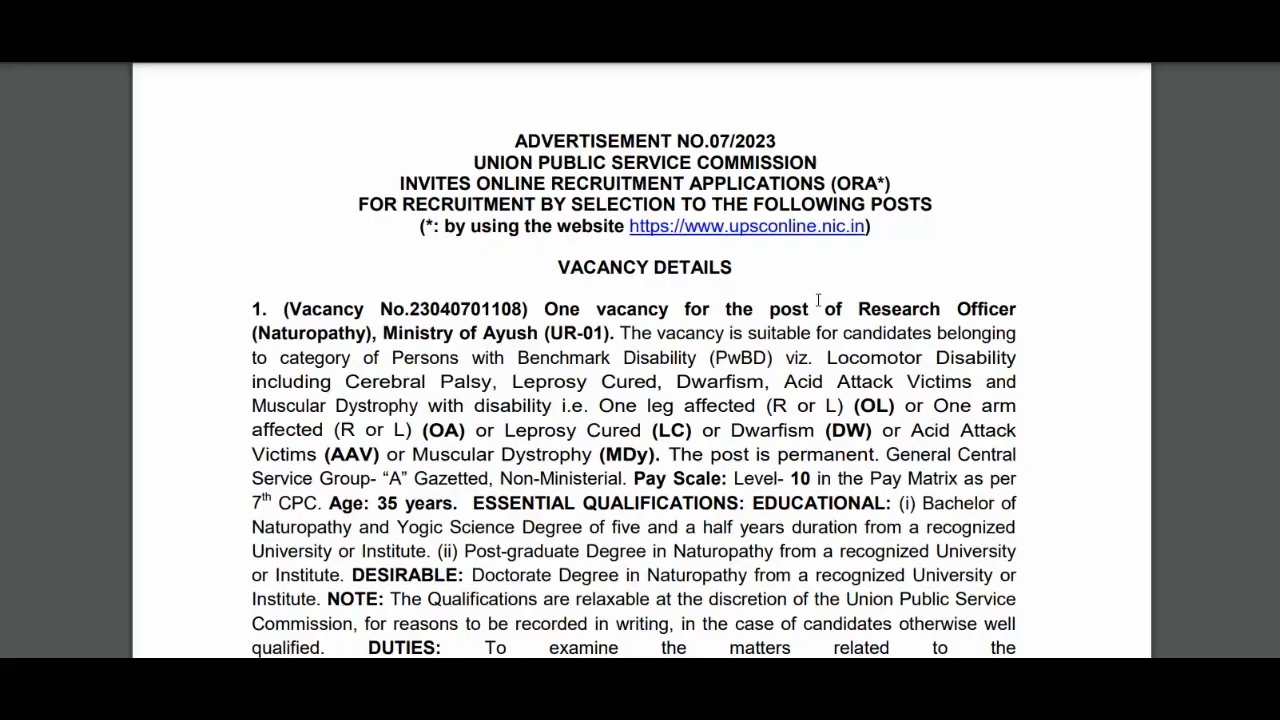 ADVERTISEMENT NO.07/2023
UNION PUBLIC SERVICE COMMISSION
INVITES ONLINE RECRUITMENT APPLICATIONS (ORA*)
FOR RECRUITMENT BY SELECTION TO THE FOLLOWING POSTS
(*: by using the website https://www.upsconline.nic.in)
VACANCY DETAILS
1. (Vacancy No.23040701108) One vacancy for the post of Research Officer
(Naturopathy), Ministry of Ayush (UR-01). The vacancy is suitable for candidates belonging
to category of Persons with Benchmark Disability (PwBD) viz. Locomotor Disability
including Cerebral Palsy, Leprosy Cured, Dwarfism, Acid Attack Victims and
Muscular Dystrophy with disability i.e. One leg affected (R or L) (OL) or One arm
affected (R or L) (OA) or Leprosy Cured (LC) or Dwarfism (DW) or Acid Attack
Victims (AAV) or Muscular Dystrophy (MDy). The post is permanent. General Central
Service Group- “A” Gazetted, Non-Ministerial. Pay Scale: Level- 10 in the Pay Matrix as per
7th CPC. Age: 35 years. ESSENTIAL QUALIFICATIONS: EDUCATIONAL: (i) Bachelor of
Naturopathy and Yogic Science Degree of five and a half years duration from a recognized
University or Institute. (ii) Post-graduate Degree in Naturopathy from a recognized University
or Institute. DESIRABLE: Doctorate Degree in Naturopathy from a recognized University or
Institute. NOTE: The Qualifications are relaxable at the discretion of the Union Public Service
Commission, for reasons to be recorded in writing, in the case of candidates otherwise well
qualified. DUTIES: To examine the matters related to the